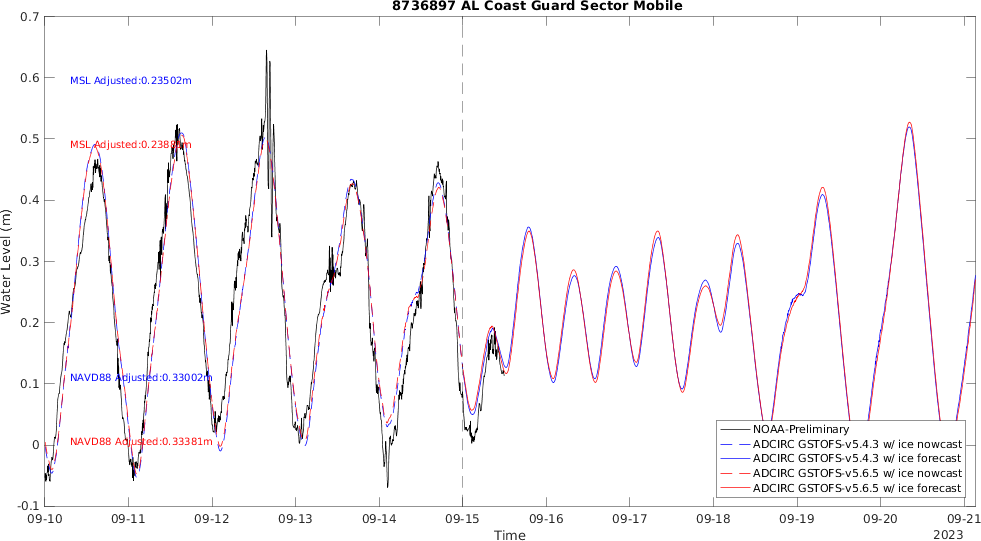 8736897 AL Coast Guard Sector Mobile
0.7
0.6
0.5
0.4
0.3
0.2
0.1
0
-0.1
Water Level (m)
MSL Adjusted:0.23502m
MSL Adjusted:0.238
NAVD88 Adjusted:0.33002m
NAVD88 Adjusted:0.33381m
NOAA-Preliminary
ADCIRC GSTOFS-v5.4.3 w/ ice nowcast
ADCIRC GSTOFS-v5.4.3 w/ ice forecast
ADCIRC GSTOFS-v5.6.5 w/ ice nowcast
ADCIRC GSTOFS-v5.6.5 w/ ice forecast
09-10 09-11 09-12 09-13 09-14 09-15 09-16 09-17 09-18 09-19 09-20 09-21
Time
2023